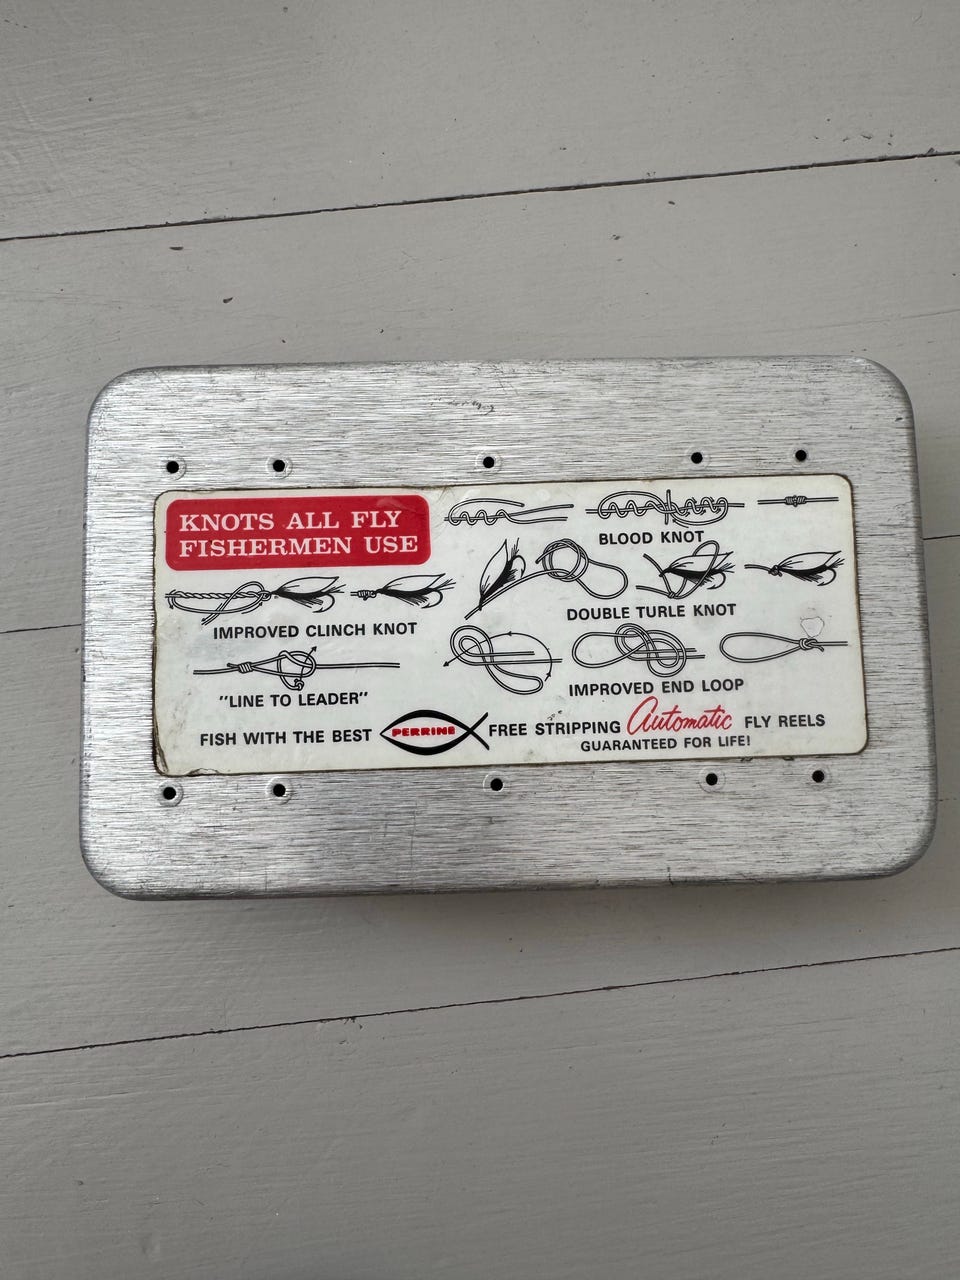 KNOTS ALL FLY
FISHERMEN USE
BLOOD KNOT
DOUBLE TURLE KNOT
IMPROVED CLINCH KNOT
IMPROVED END LOOP
"LINE TO LEADER"
FISH WITH THE BEST PERRINE FREE STRIPPING Automatic FLY REELS
GUARANTEED FOR LIFE!